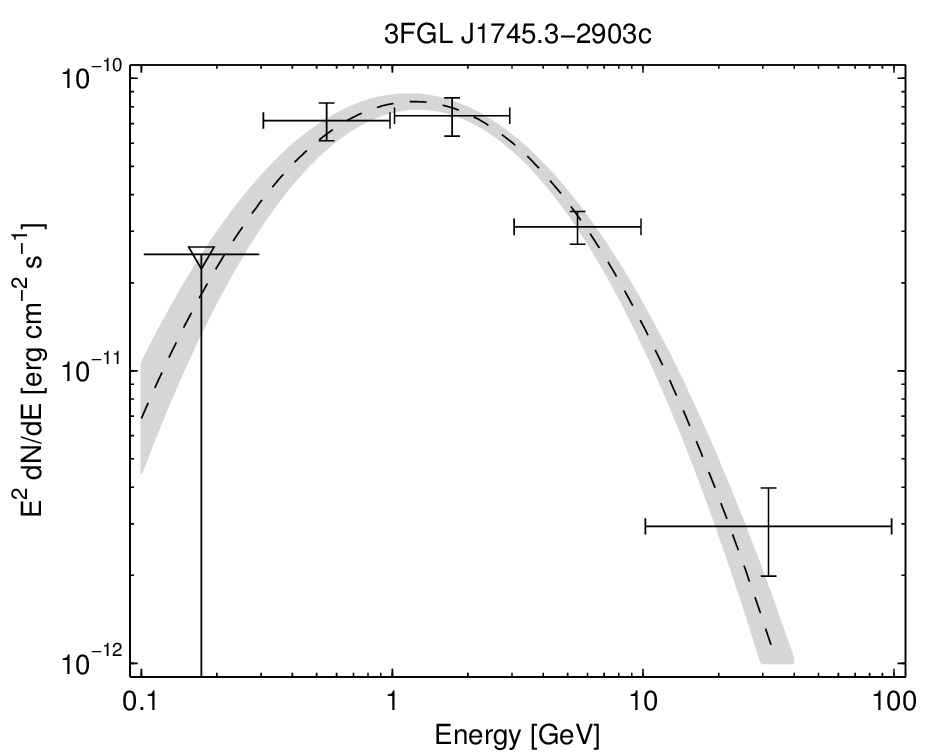 3FGL J1745.3−2903c
10⁻¹⁰
10⁻¹¹
10⁻¹²
E² dN/dE [erg cm⁻² s⁻¹]
0.1 1 10 100
Energy [GeV]